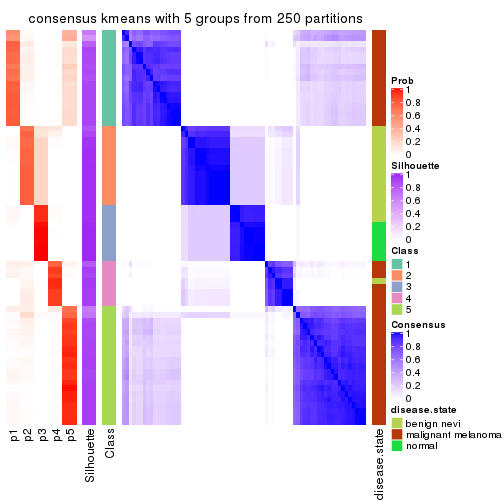 consensus kmeans with 5 groups from 250 partitions
p1
p2
p3
p4
p5
Silhouette
Class
disease.state
Prob
1
0.8
0.6
0.4
0.2
0
Silhouette
1
0.8
0.6
0.4
0.2
0
Class
1
2
3
4
5
Consensus
1
0.8
0.6
0.4
0.2
0
disease.state
benign nevi
malignant melanoma
normal